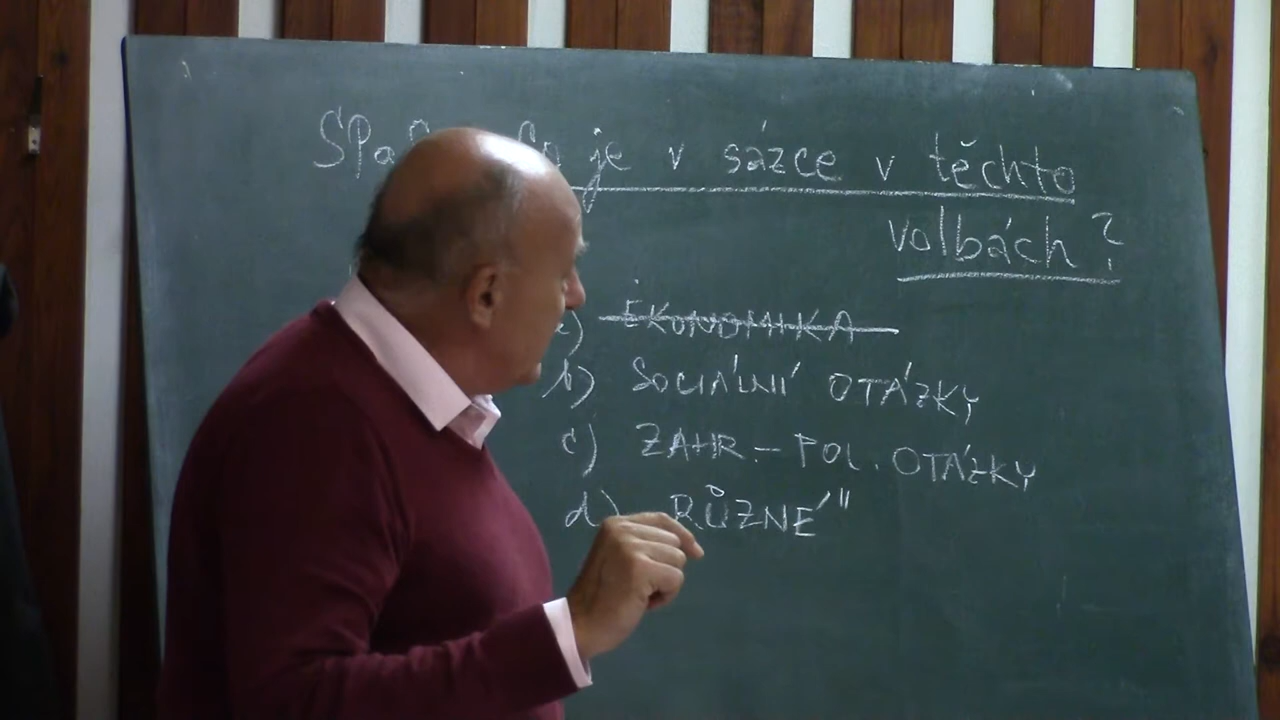 je v sázce v těchto
volbách?
EKONOMIKA
b) SOCIÁLNÍ OTÁZKY
c) ZAHR.-POL. OTÁZKY
d) RŮZNÉ"